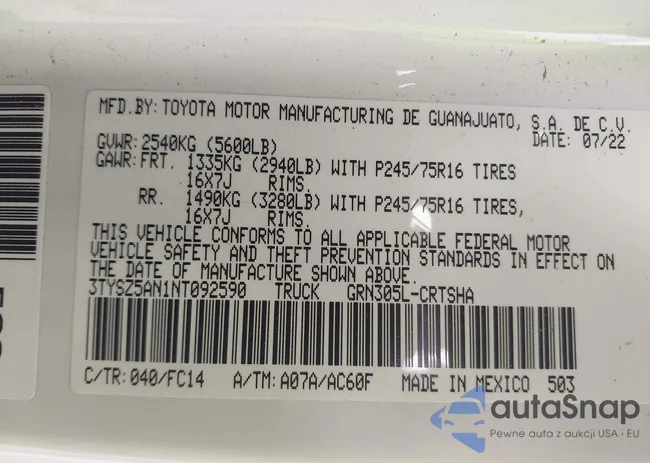 MFD.BY: TOYOTA MOTOR MANUFACTURING DE GUANAJUATO, S.A. DE C.V.
DATE: 07/22
GVWR: 2540KG (5600LB)
GAWR: FRT. 1335KG (2940LB) WITH P245/75R16 TIRES
16X7J RIMS.
RR. 1490KG (3280LB) WITH P245/75R16 TIRES,
16X7J RIMS.
THIS VEHICLE CONFORMS TO ALL APPLICABLE FEDERAL MOTOR
VEHICLE SAFETY AND THEFT PREVENTION STANDARDS IN EFFECT ON
THE DATE OF MANUFACTURE SHOWN ABOVE.
3TYSZ5AN1NT092590 TRUCK GRN305L-CRTSHA
C/TR: 040/FC14 A/TM: A07A/AC60F MADE IN MEXICO 503
autaSnap
Pewne auta z aukcji USA i EU